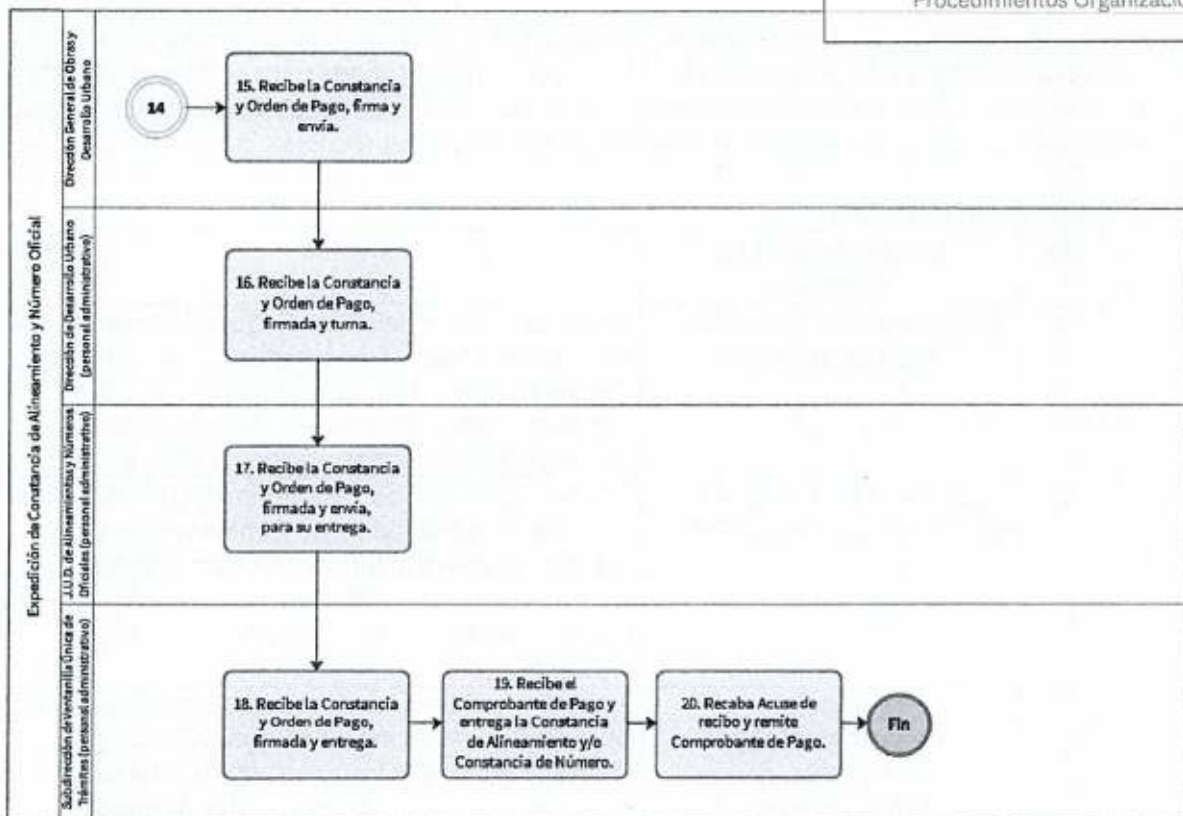 Procedimientos Organizacio
Expedición de Constancia de Alineamiento y Número Oficial
Dirección General de Obras y
Desarrollo Urbano
14
15. Recibe la Constancia
y Orden de Pago, firma y
envía.
Dirección de Desarrollo Urbano
(personal administrativo)
16. Recibe la Constancia
y Orden de Pago,
firmada y turna.
J.U.D. de Alineamientos y Números
Oficiales (personal administrativo)
17. Recibe la Constancia
y Orden de Pago,
firmada y envía,
para su entrega.
Subdirección de Ventanilla Única de
Trámites (personal administrativo)
18. Recibe la Constancia
y Orden de Pago,
firmada y entrega.
19. Recibe el
Comprobante de Pago y
entrega la Constancia
de Alineamiento y/o
Constancia de Número.
20. Recaba Acuse de
recibo y remite
Comprobante de Pago.
Fin